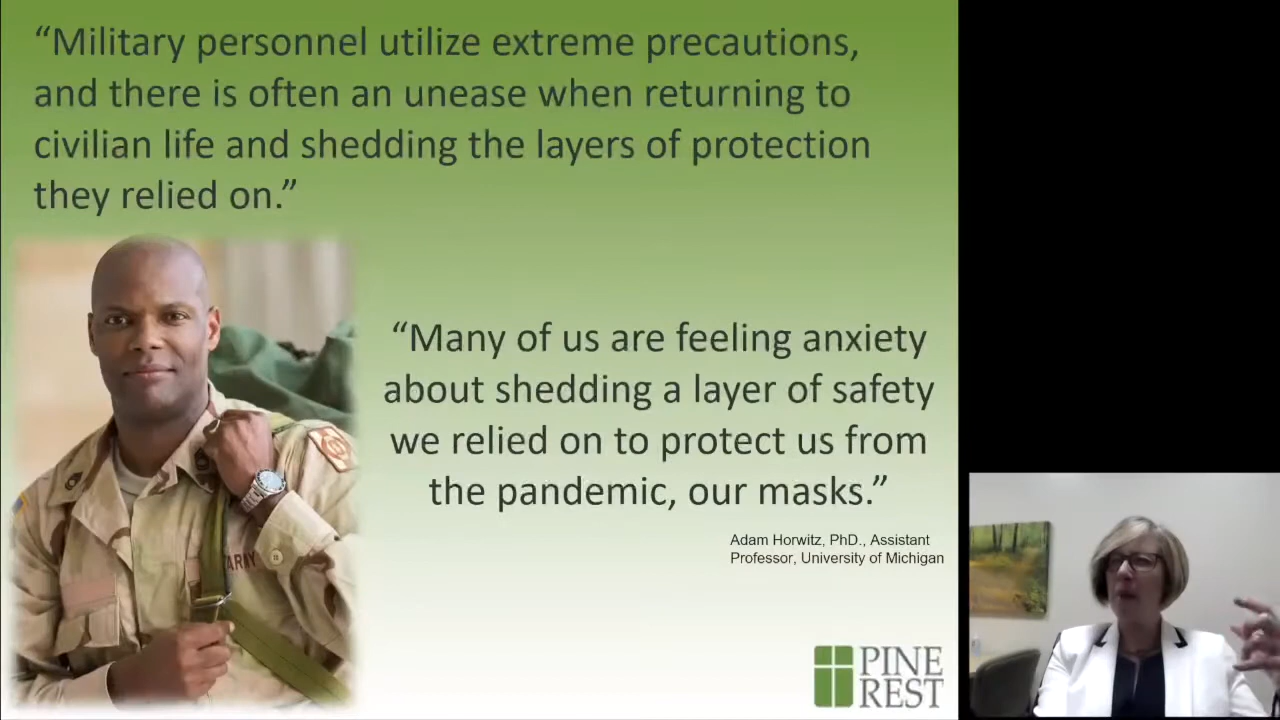 “Military personnel utilize extreme precautions,
and there is often an unease when returning to
civilian life and shedding the layers of protection
they relied on.”
“Many of us are feeling anxiety
about shedding a layer of safety
we relied on to protect us from
the pandemic, our masks.”
Adam Horwitz, PhD., Assistant
Professor, University of Michigan
ARMY
PINE
REST